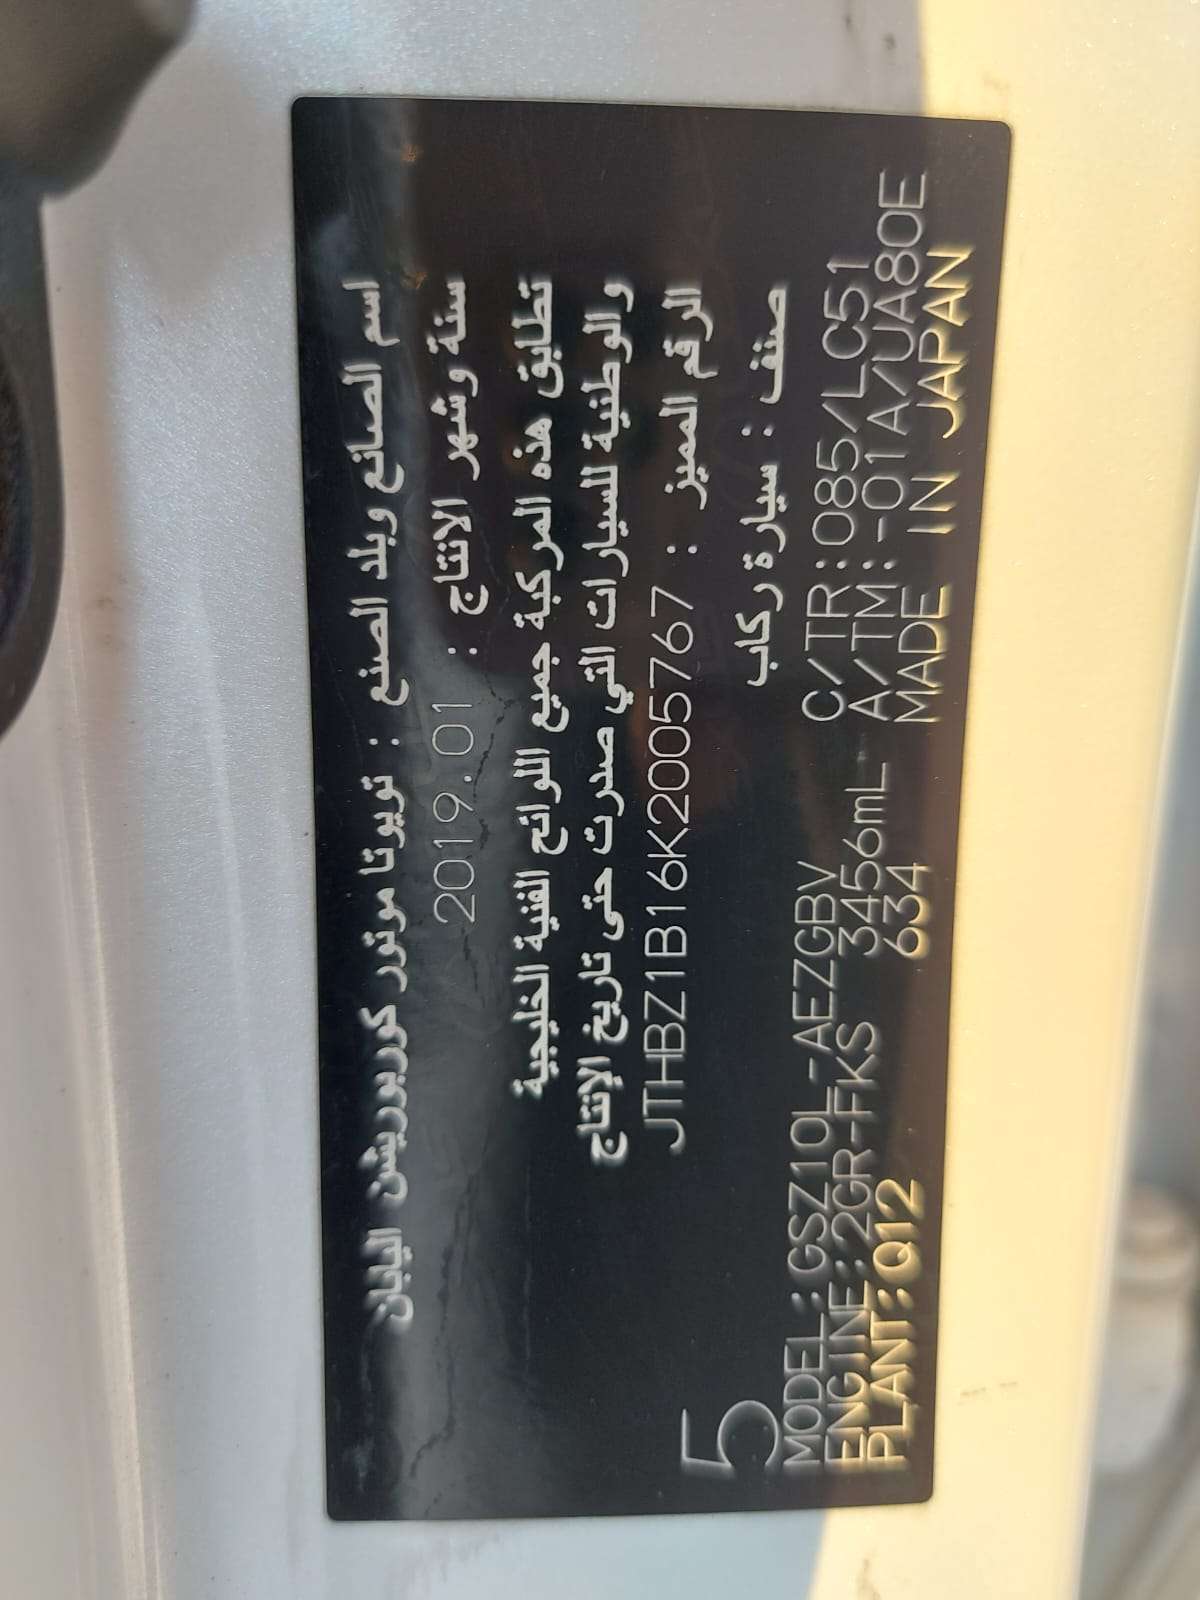 اسم الصانع وبلد الصنع : تويوتا موتور كوربوريشن اليابان
سنة وشهر الانتاج : 2019.01
تطابق هذه المركبة جميع اللوائح الفنية الخليجية
و الوطنية للسيارات التي صدرت حتى تاريخ الإنتاج
الرقم المميز : JTHBZ1B16K2005767
صنف : سيارة ركاب
5
MODEL:GSZ10L-AEZGBV
ENGINE:2GR-FKS 3456mL C/TR:085/LC51
PLANT:Q12 634 A/TM:-01A/UA80E
MADE IN JAPAN